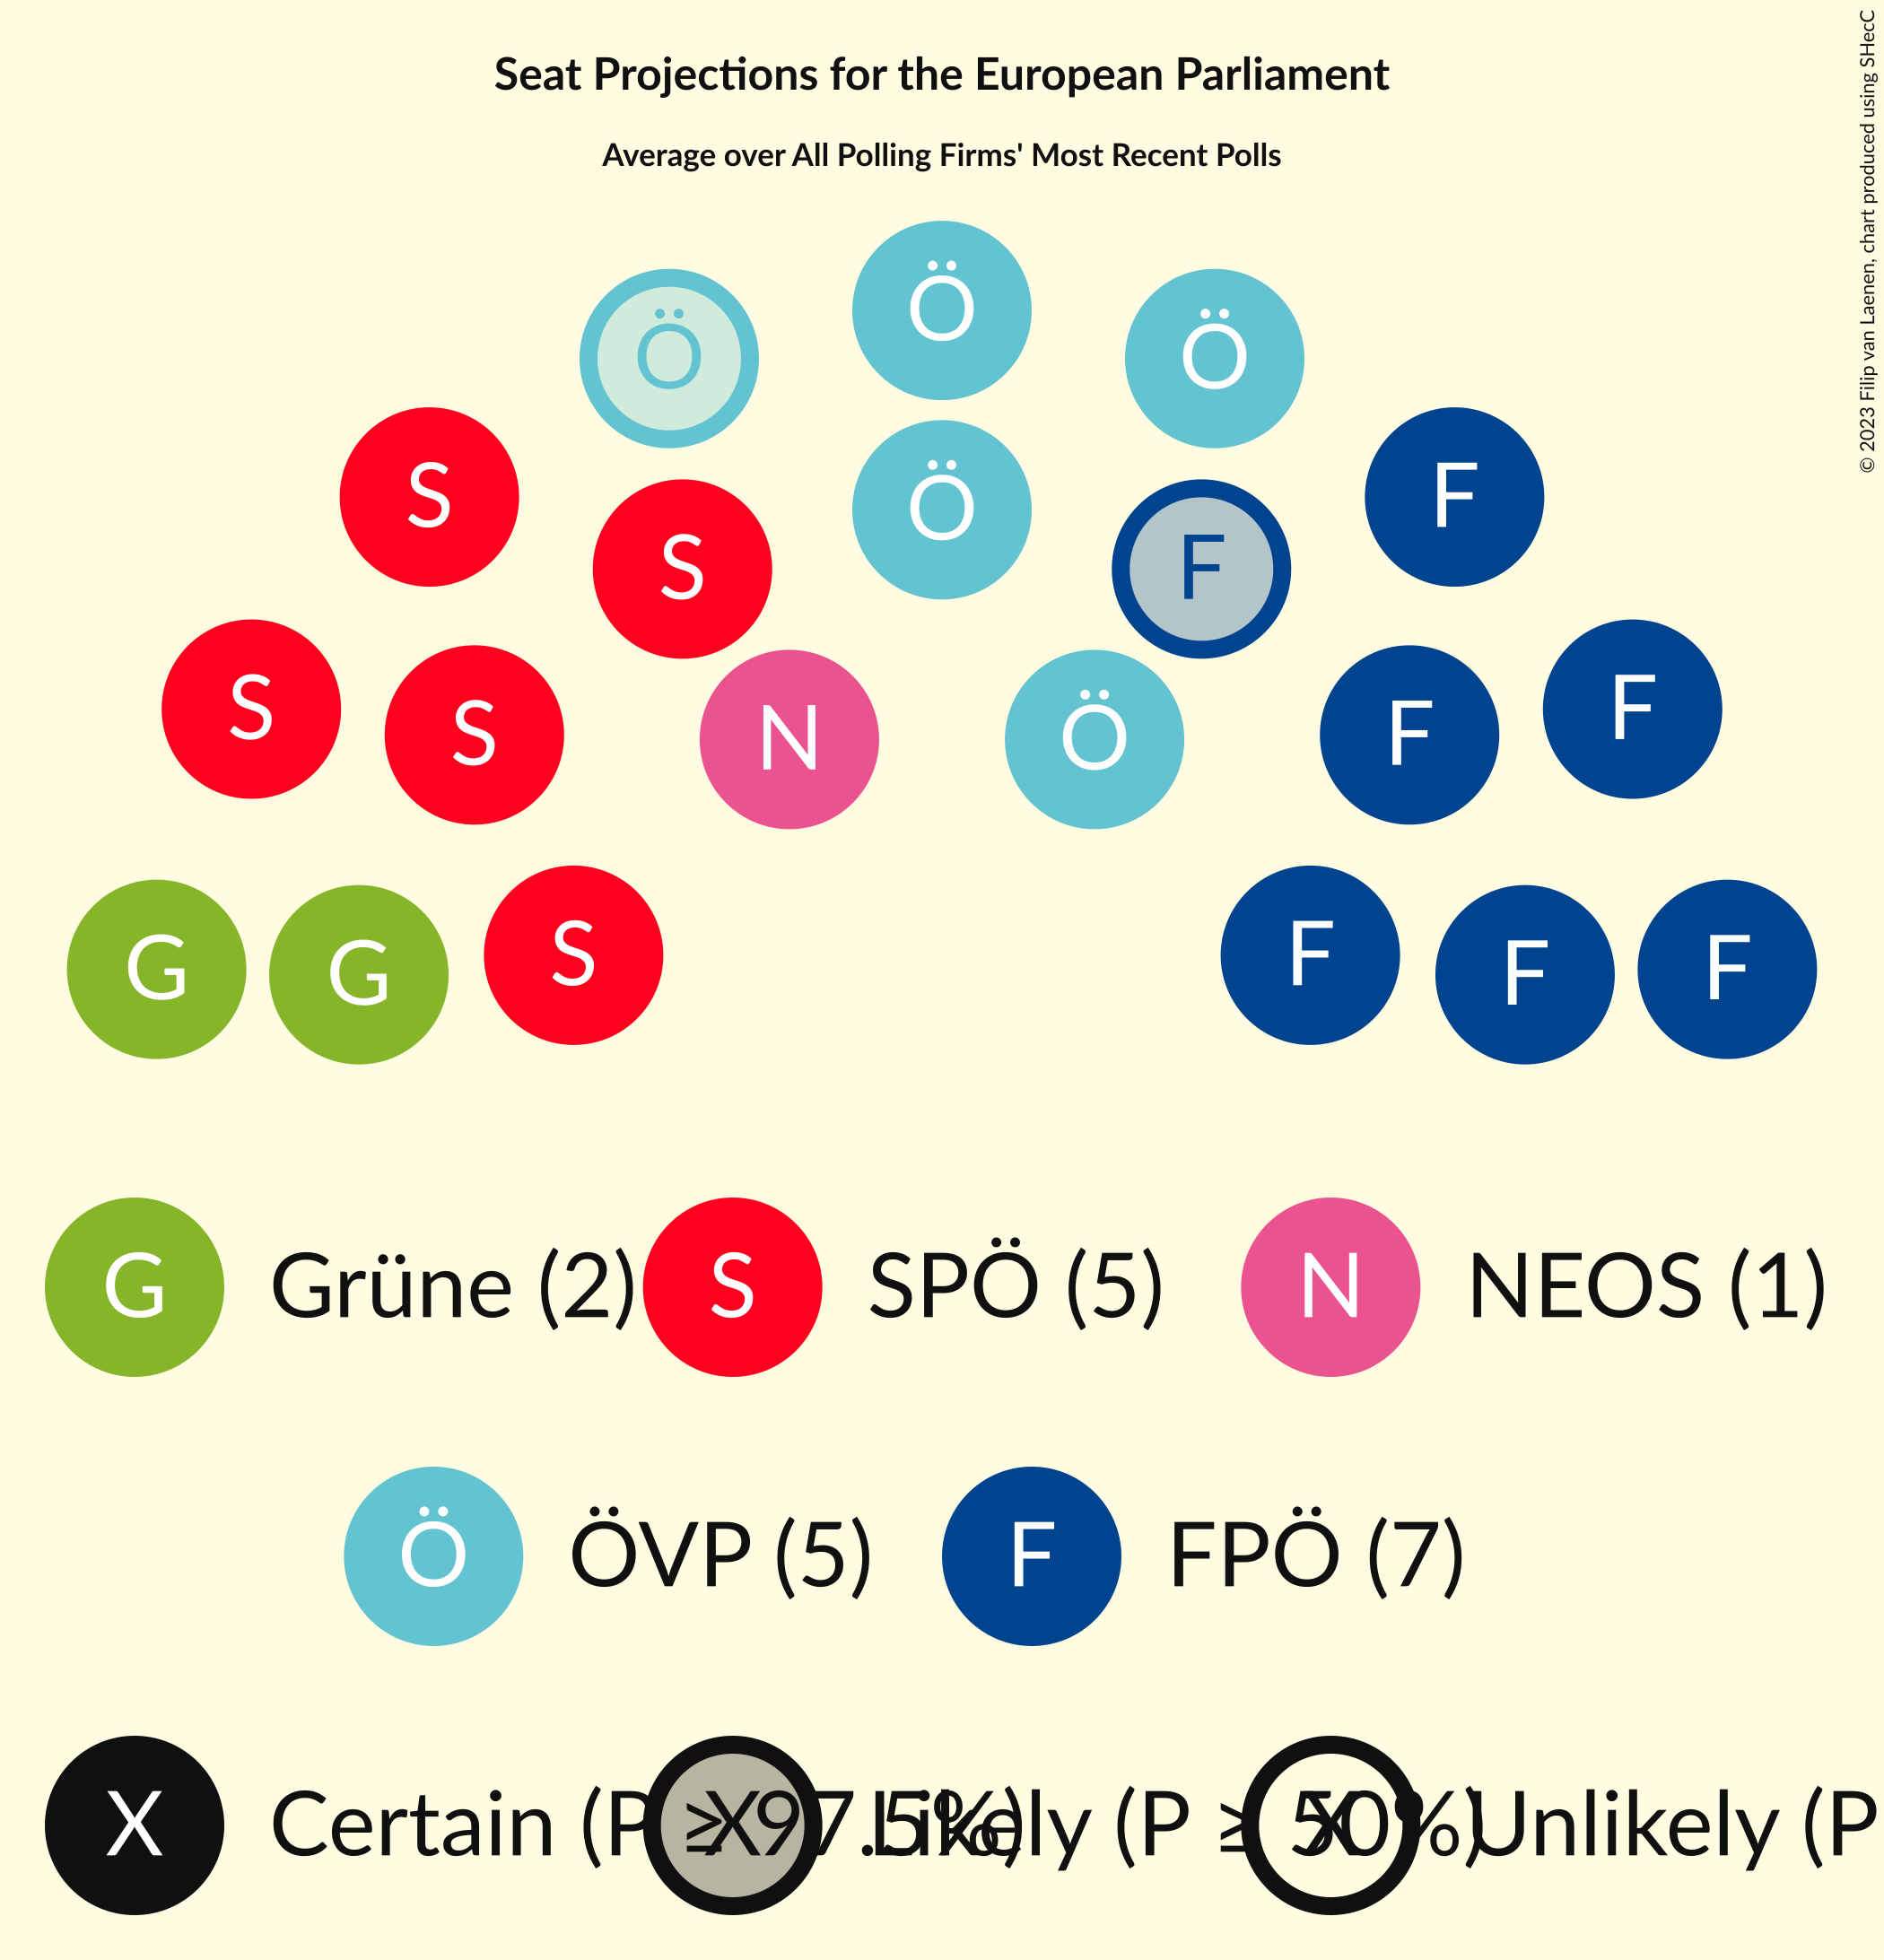 Seat Projections for the European Parliament
Average over All Polling Firms' Most Recent Polls
© 2023 Filip van Laenen, chart produced using SHecC
Ö
Ö Ö
S Ö F
S F
S S N Ö F F
G G S F F F
G Grüne (2) S SPÖ (5) N NEOS (1)
Ö ÖVP (5) F FPÖ (7)
X Certain (P ≥ 97.5%) X Likely (P ≥ 50%) X Unlikely (P